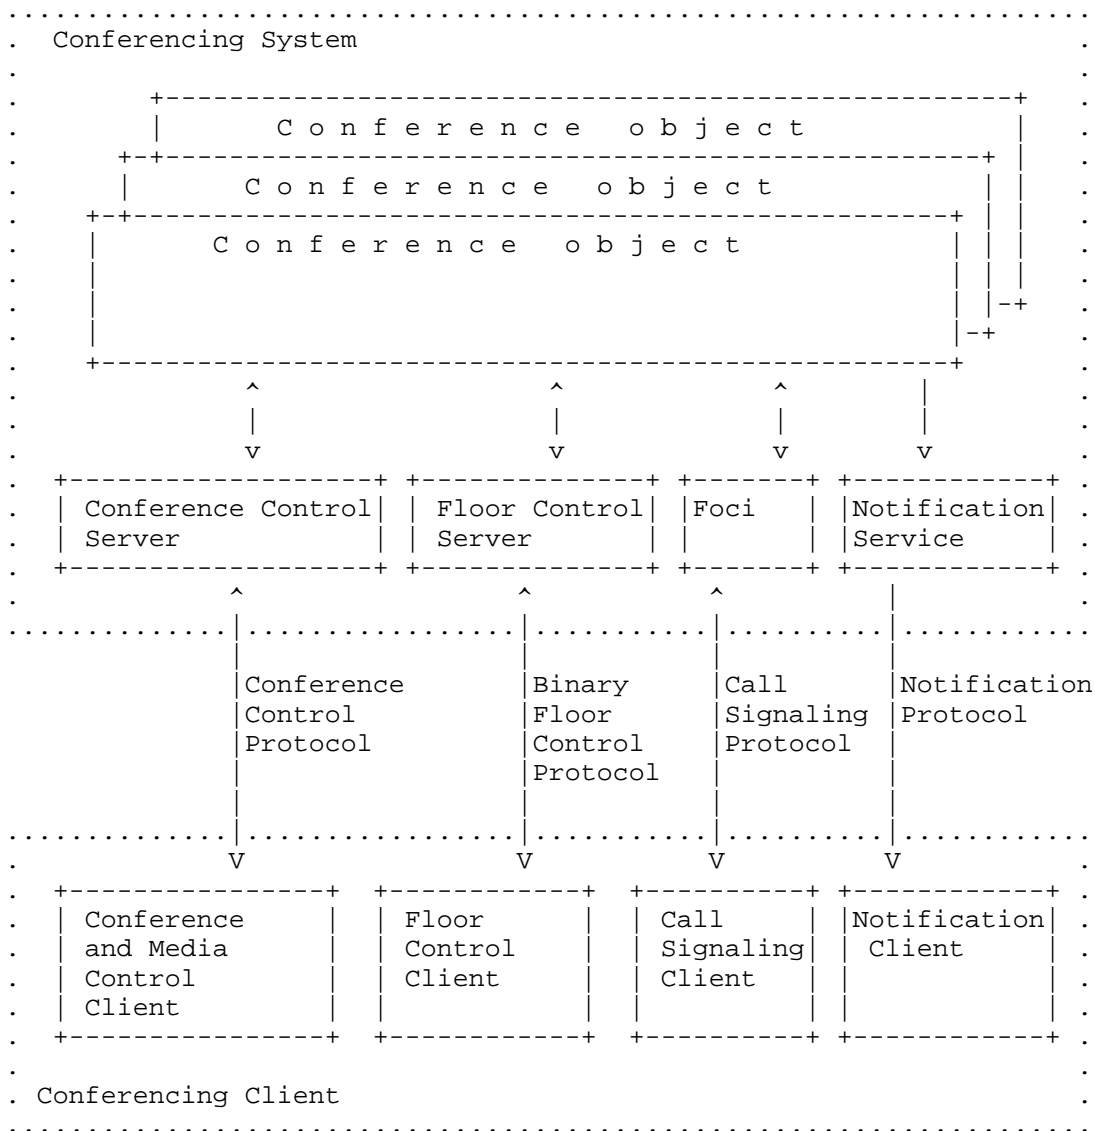 Conferencing System
C o n f e r e n c e   o b j e c t
C o n f e r e n c e   o b j e c t
C o n f e r e n c e   o b j e c t
Conference Control Floor Control Foci Notification
Server Server Service
Conference Binary Call Notification
Control Floor Signaling Protocol
Protocol Control Protocol
Protocol
Conference Floor Call Notification
and Media Control Signaling Client
Control Client Client
Client
Conferencing Client